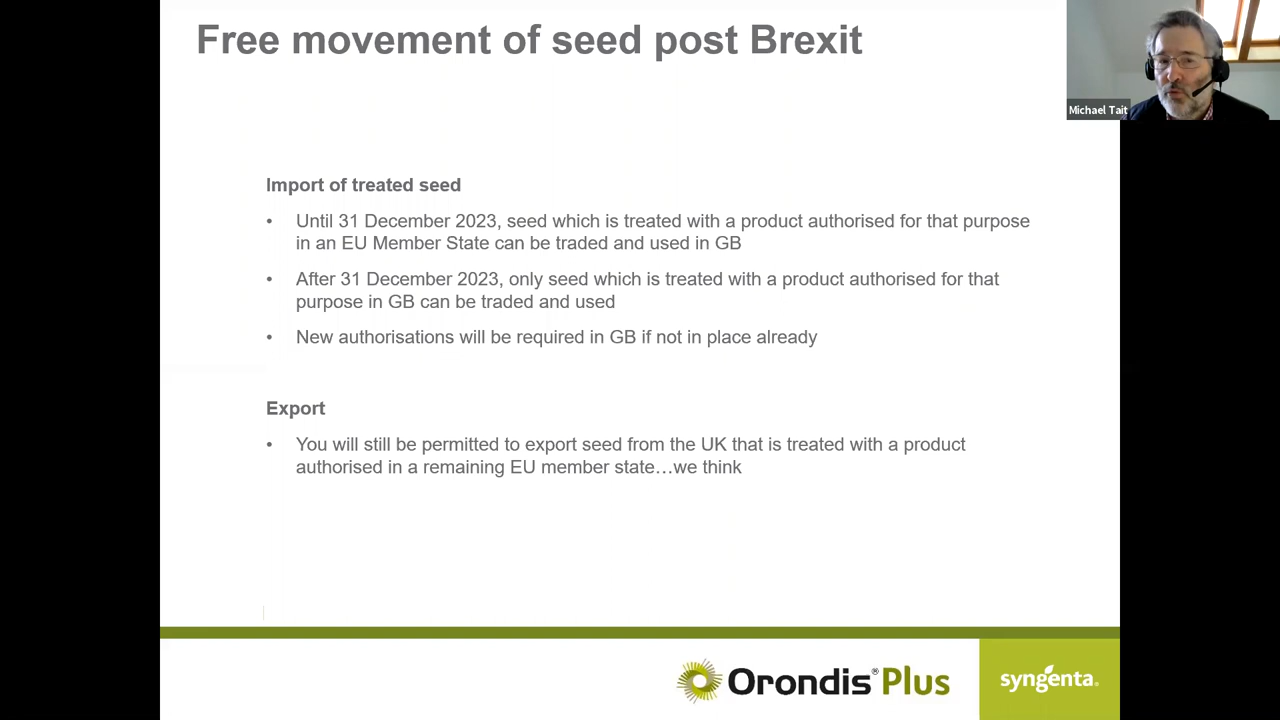 Free movement of seed post Brexit
Michael Tait
Import of treated seed
• Until 31 December 2023, seed which is treated with a product authorised for that purpose
in an EU Member State can be traded and used in GB
• After 31 December 2023, only seed which is treated with a product authorised for that
purpose in GB can be traded and used
• New authorisations will be required in GB if not in place already
Export
• You will still be permitted to export seed from the UK that is treated with a product
authorised in a remaining EU member state…we think
Orondis® Plus
syngenta®